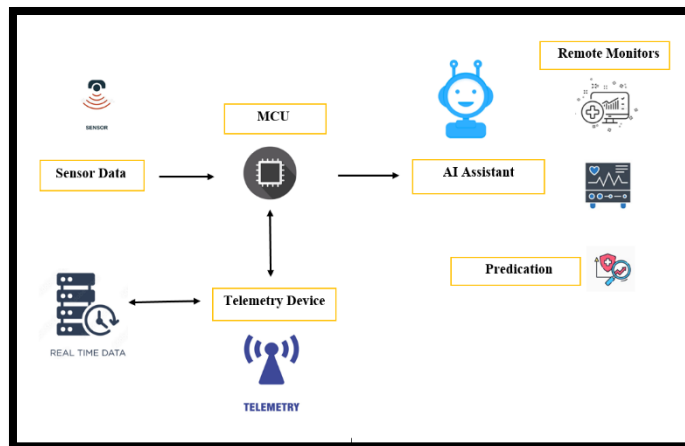 Remote Monitors
SENSOR
MCU
Sensor Data
AI Assistant
Predication
Telemetry Device
REAL TIME DATA
TELEMETRY